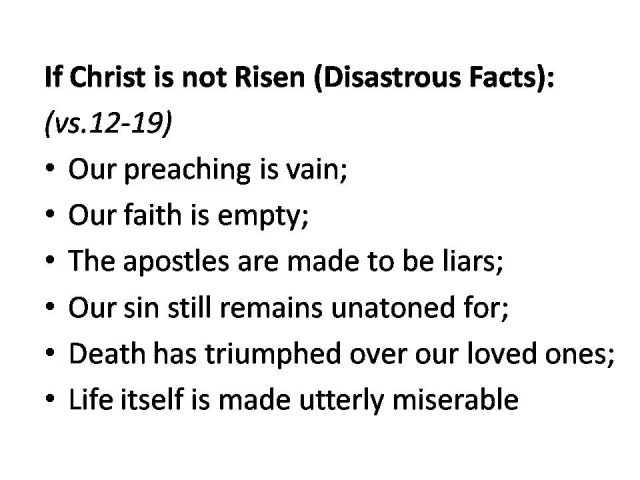 If Christ is not Risen (Disastrous Facts):
(vs.12-19)
• Our preaching is vain;
• Our faith is empty;
• The apostles are made to be liars;
• Our sin still remains unatoned for;
• Death has triumphed over our loved ones;
• Life itself is made utterly miserable